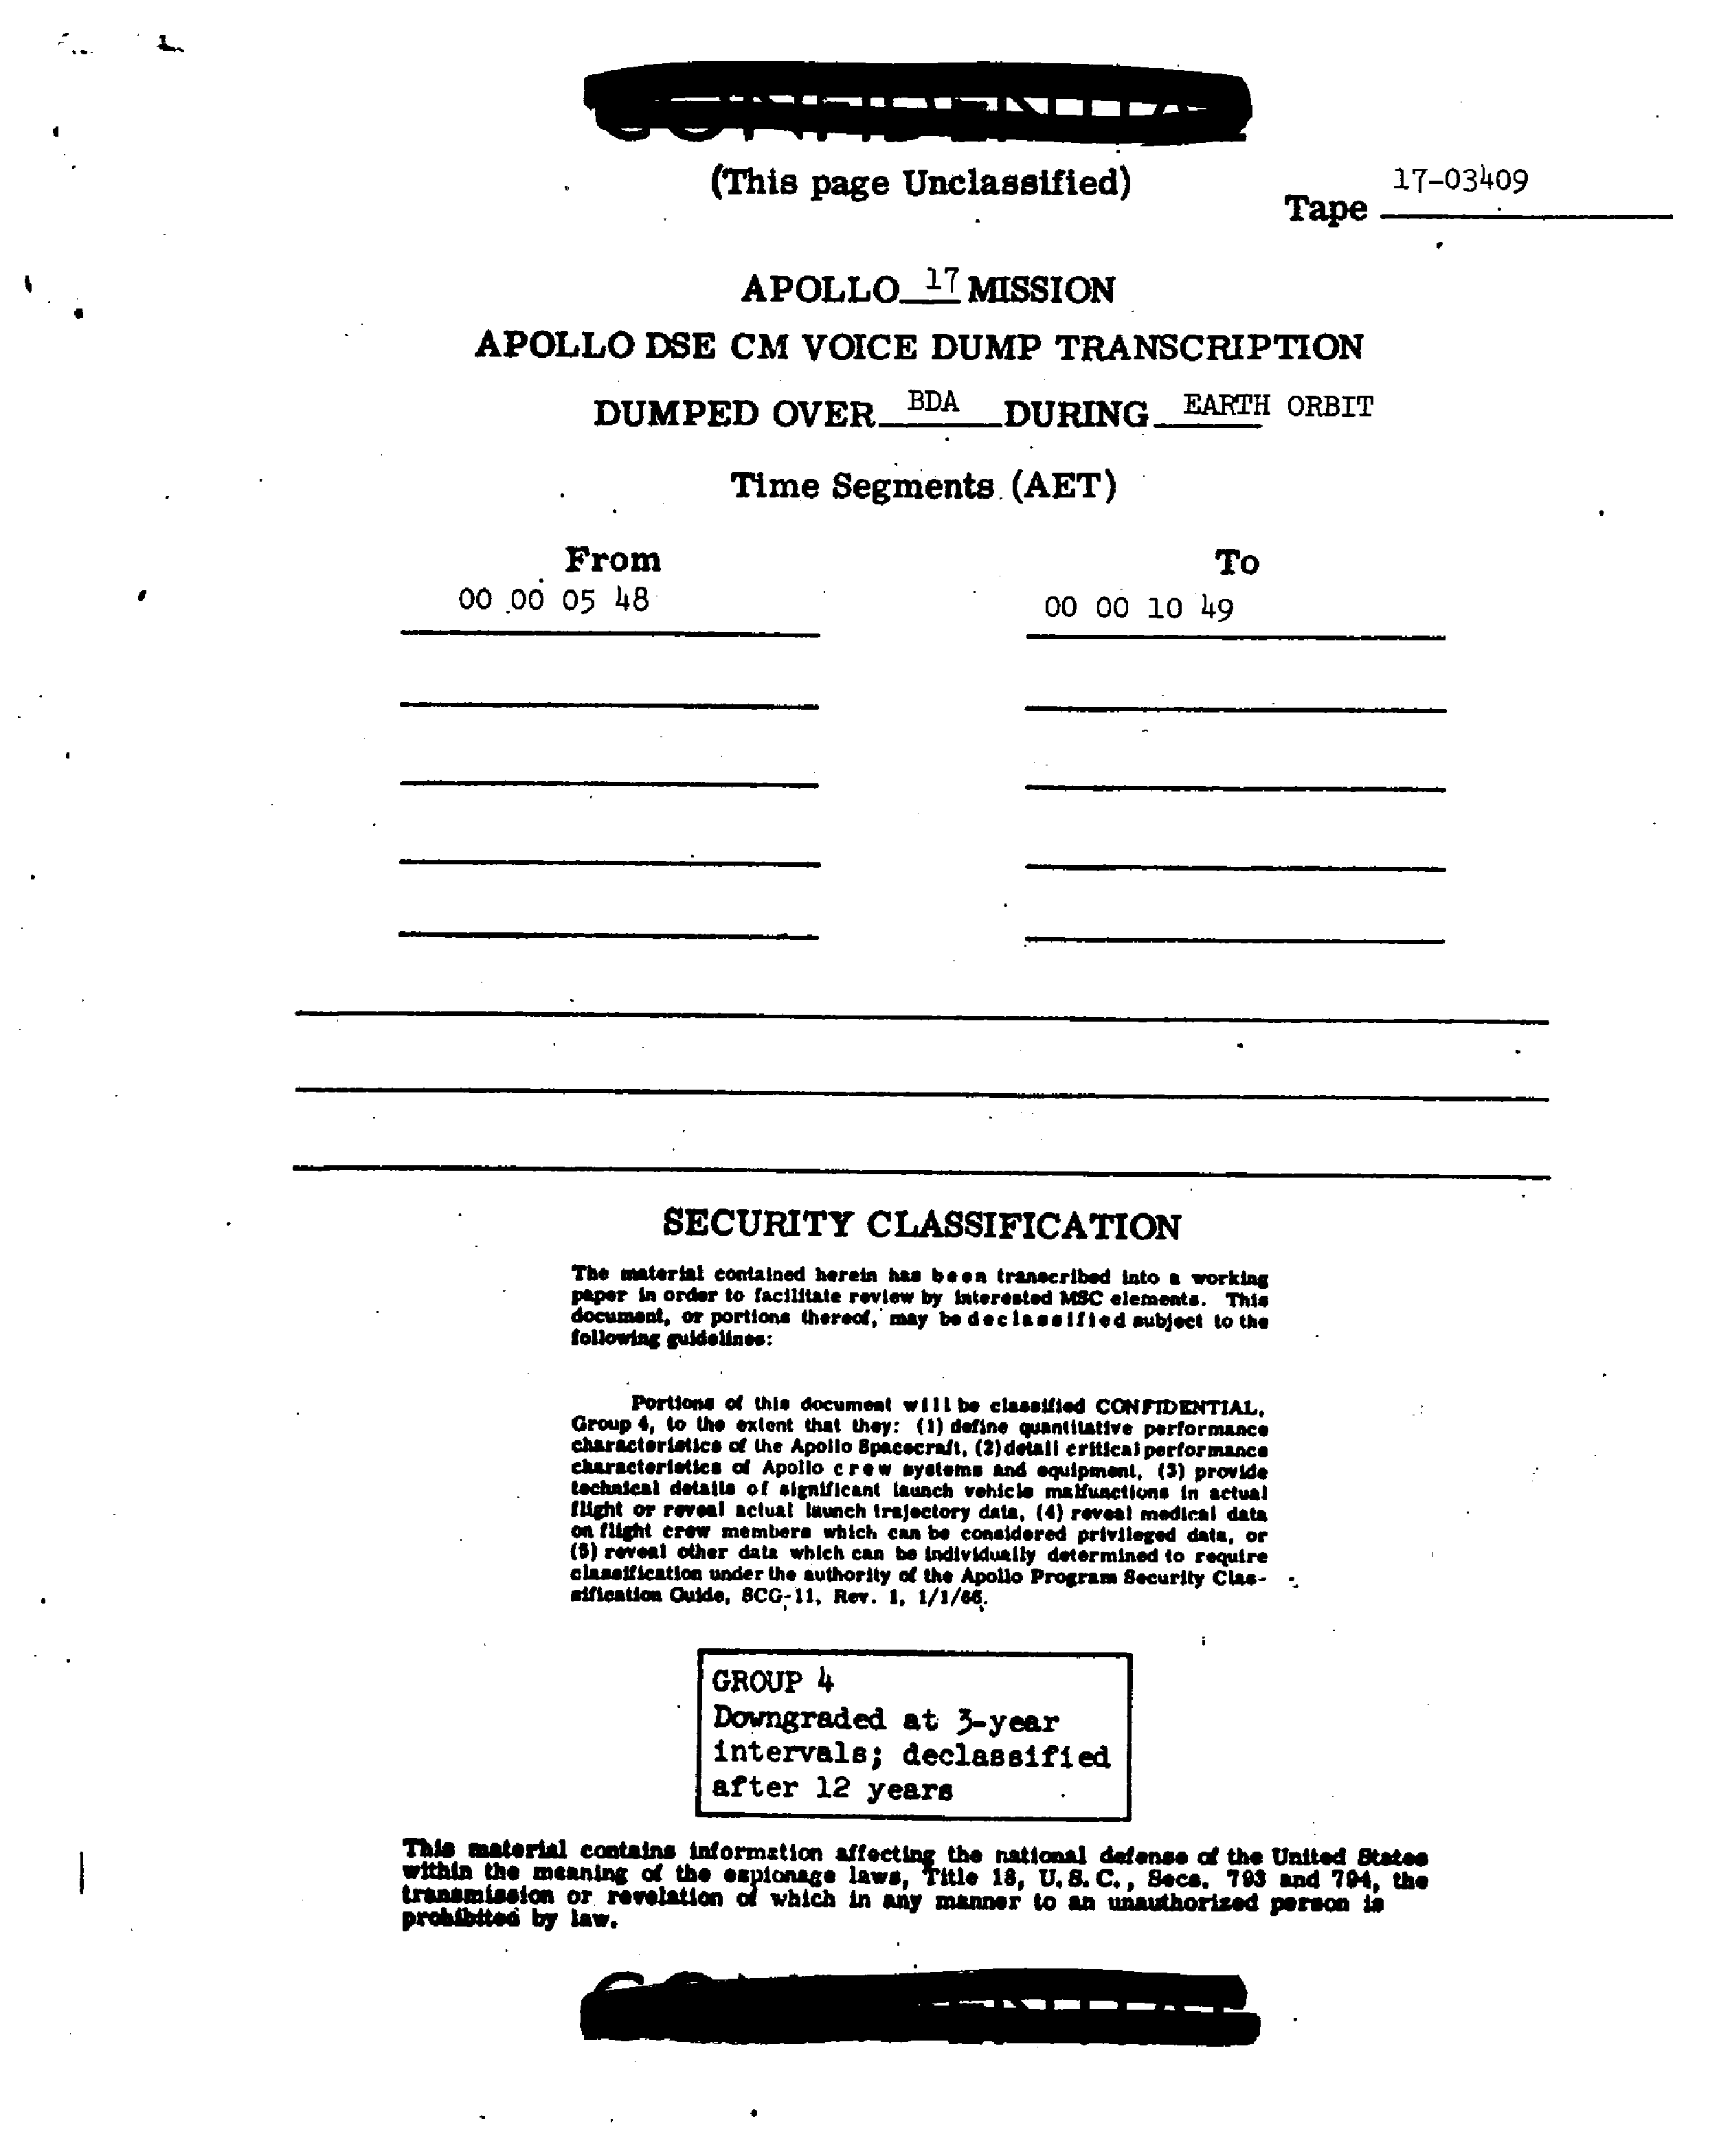 (This page Unclassified)
17-03409
Tape
APOLLO 17 MISSION
APOLLO DSE CM VOICE DUMP TRANSCRIPTION
DUMPED OVER BDA DURING EARTH ORBIT
Time Segments (AET)
From To
00 00 05 48 00 00 10 49
SECURITY CLASSIFICATION
The material contained herein has been transcribed into a working
paper in order to facilitate review by interested MSC elements. This
document, or portions thereof, may be declassified subject to the
following guidelines:
Portions of this document will be classified CONFIDENTIAL,
Group 4, to the extent that they: (1) define quantitative performance
characteristics of the Apollo Spacecraft, (2) detail critical performance
characteristics of Apollo crew systems and equipment, (3) provide
technical details of significant launch vehicle malfunctions in actual
flight or reveal actual launch trajectory data, (4) reveal medical data
on flight crew members which can be considered privileged data, or
(5) reveal other data which can be individually determined to require
classification under the authority of the Apollo Program Security Clas-
sification Guide, SCG-11, Rev. 1, 1/1/66.
GROUP 4
Downgraded at 3-year
intervals; declassified
after 12 years
This material contains information affecting the national defense of the United States
within the meaning of the espionage laws, Title 18, U.S.C., Secs. 793 and 794, the
transmission or revelation of which in any manner to an unauthorized person is
prohibited by law.